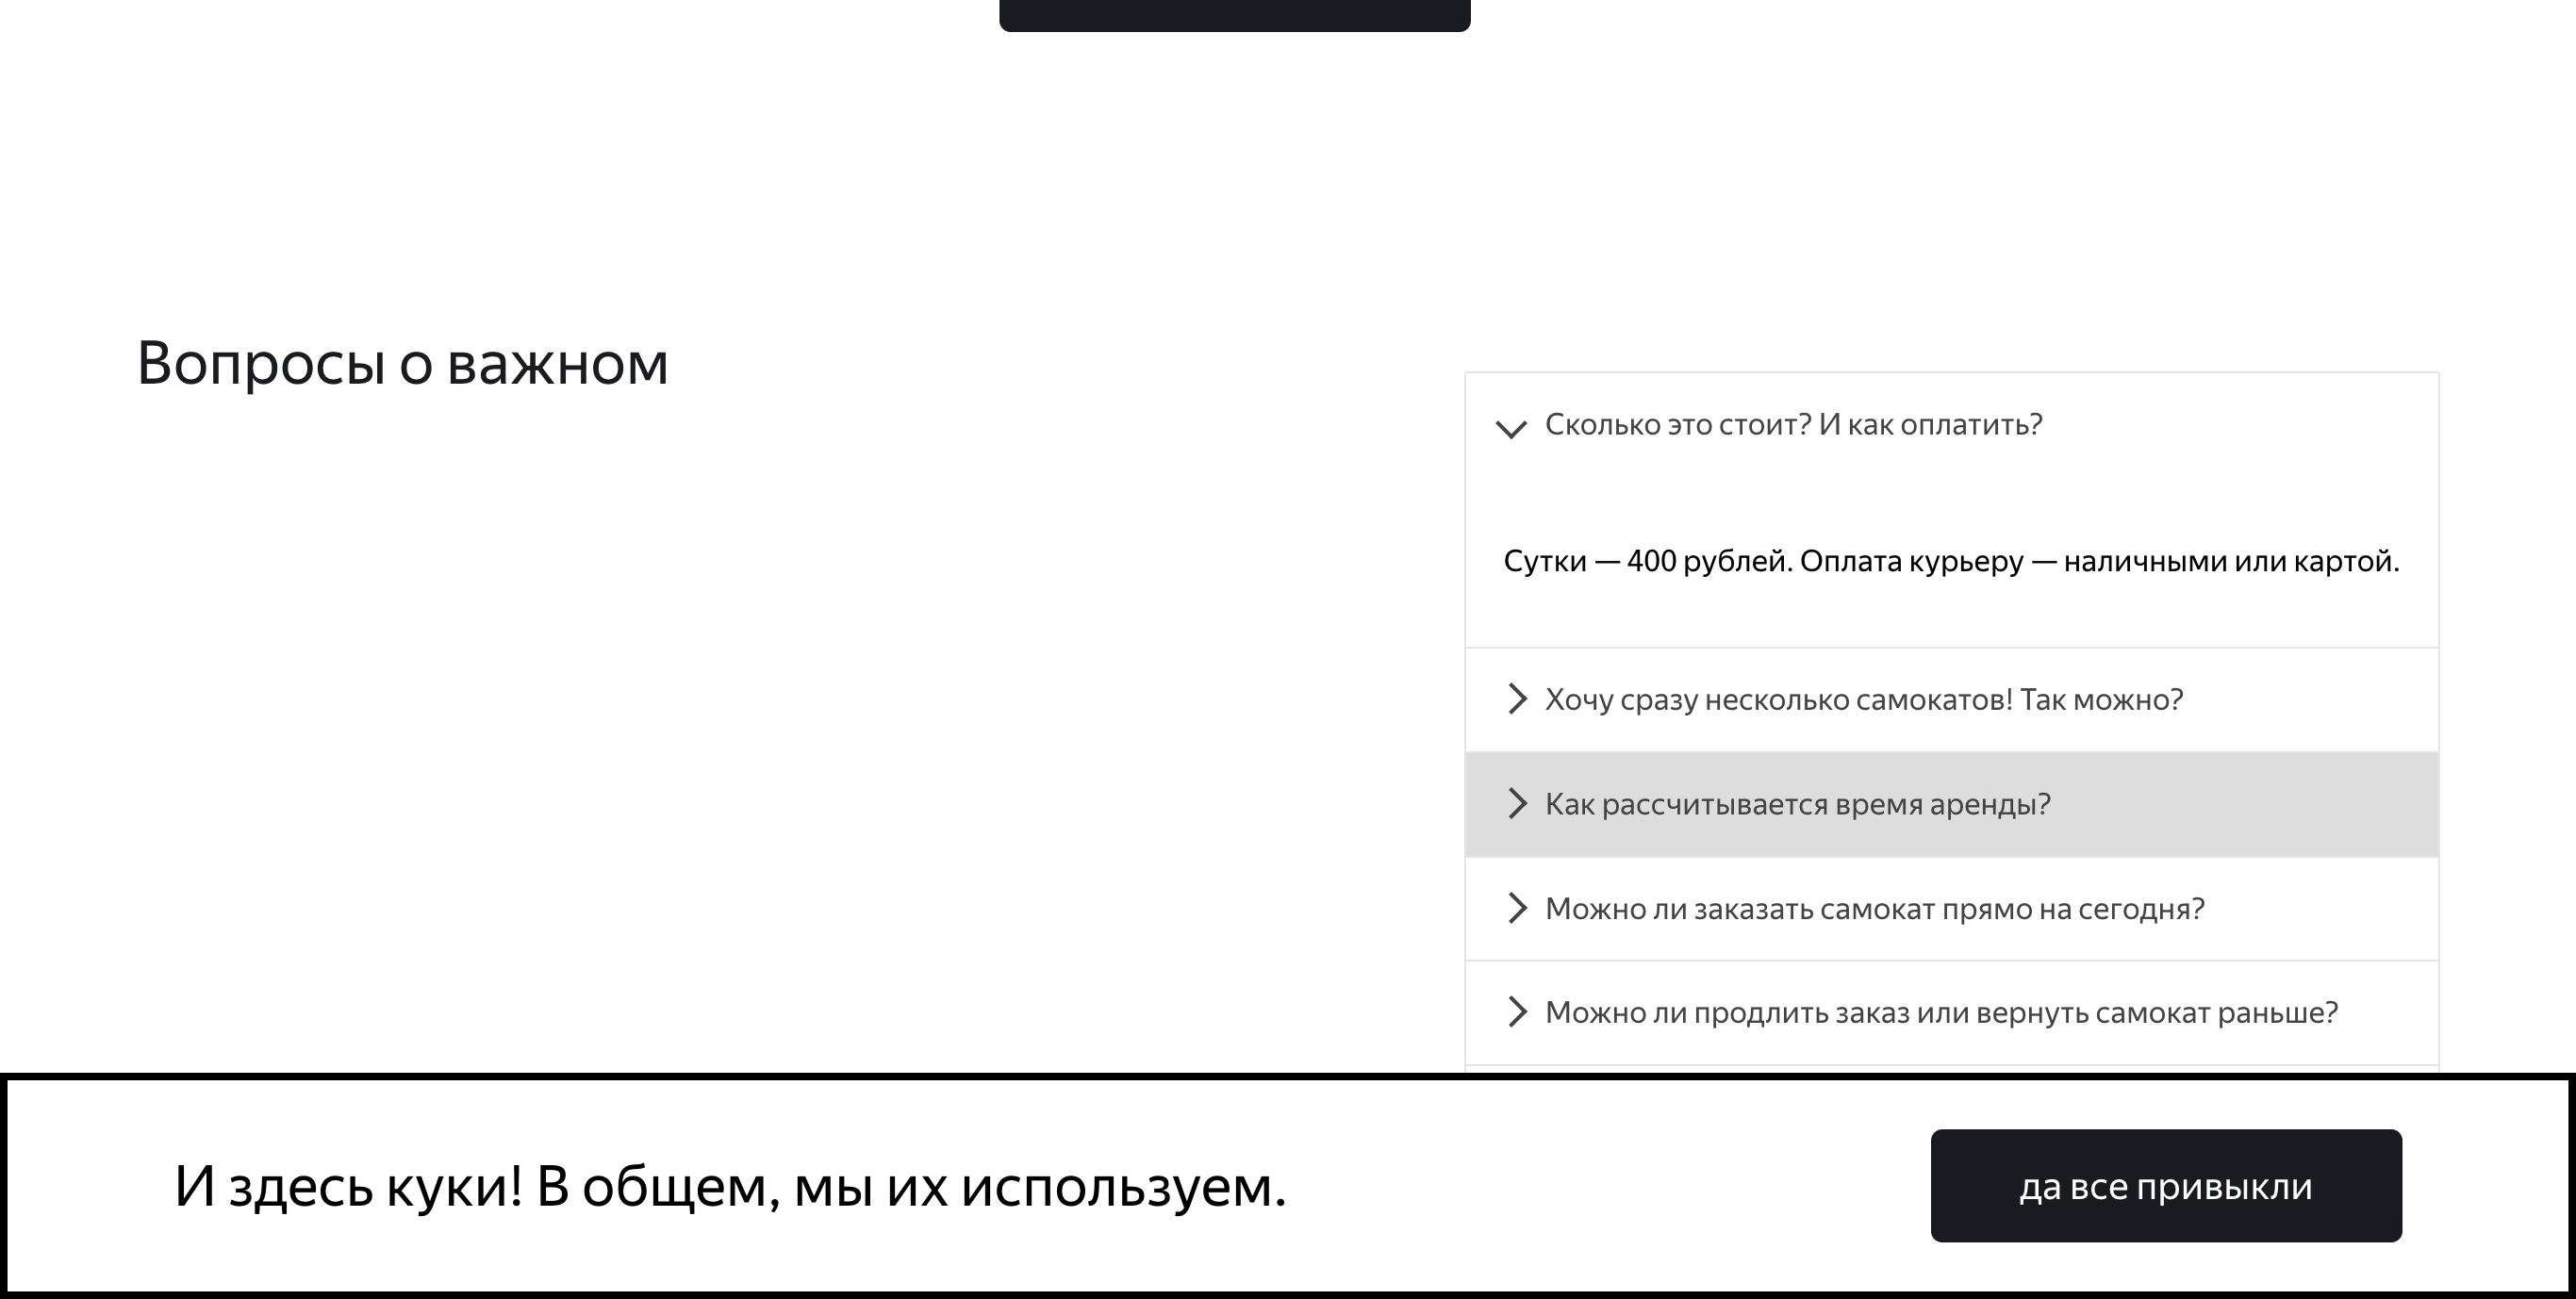 Вопросы о важном
Сколько это стоит? И как оплатить?
Сутки — 400 рублей. Оплата курьеру — наличными или картой.
Хочу сразу несколько самокатов! Так можно?
Как рассчитывается время аренды?
Можно ли заказать самокат прямо на сегодня?
Можно ли продлить заказ или вернуть самокат раньше?
И здесь куки! В общем, мы их используем.
да все привыкли